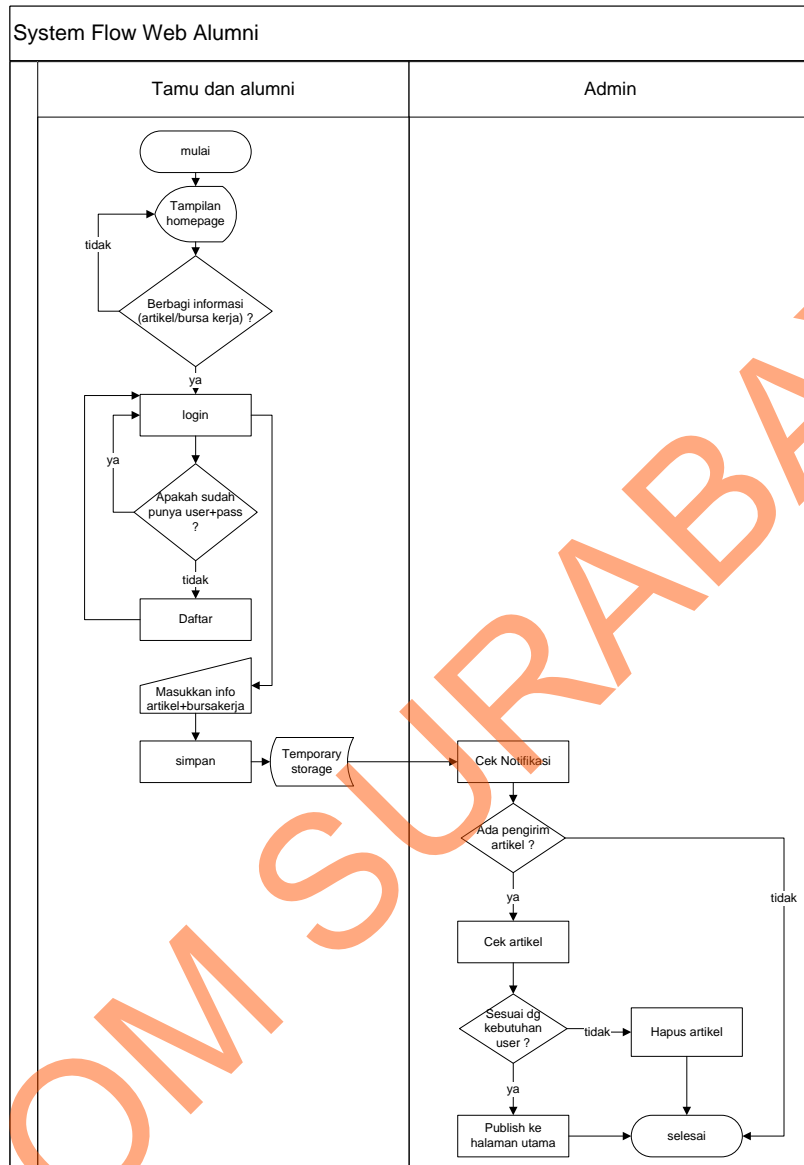 System Flow Web Alumni
Tamu dan alumni
Admin
mulai
Tampilan
homepage
tidak
Berbagi informasi
(artikel/bursa kerja) ?
ya
login
ya
Apakah sudah
punya user+pass
?
tidak
Daftar
Masukkan info
artikel+bursakerja
simpan
Temporary
storage
Cek Notifikasi
Ada pengirim
artikel ?
tidak
ya
Cek artikel
Sesuai dg
kebutuhan
user ?
tidak
Hapus artikel
ya
Publish ke
halaman utama
selesai
OM SURABA